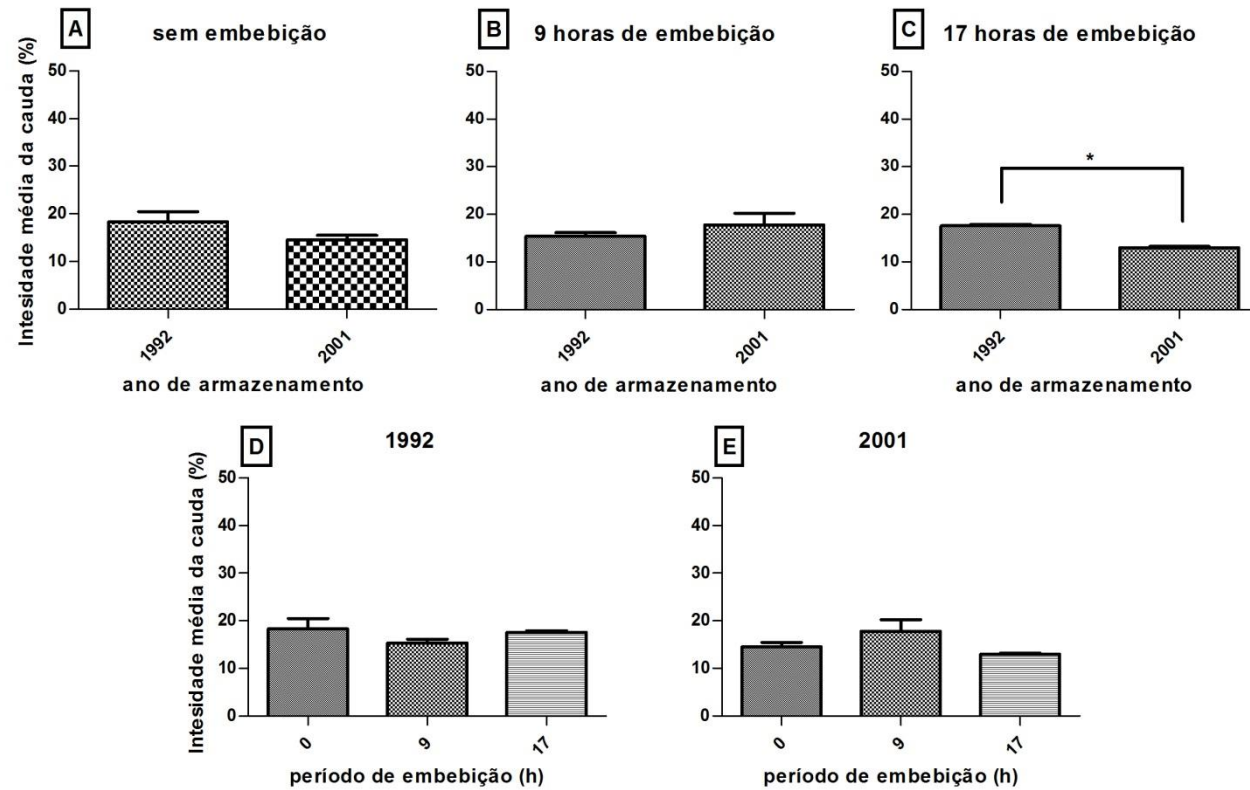 A sem embebição
Intesidade média da cauda (%)
50
40
30
20
10
0
1992 2001
ano de armazenamento
B 9 horas de embebição
50
40
30
20
10
0
1992 2001
ano de armazenamento
C 17 horas de embebição
50
40
30
20
10
0
*
1992 2001
ano de armazenamento
D 1992
Intesidade média da cauda (%)
50
40
30
20
10
0
0 9 17
período de embebição (h)
E 2001
50
40
30
20
10
0
0 9 17
período de embebição (h)